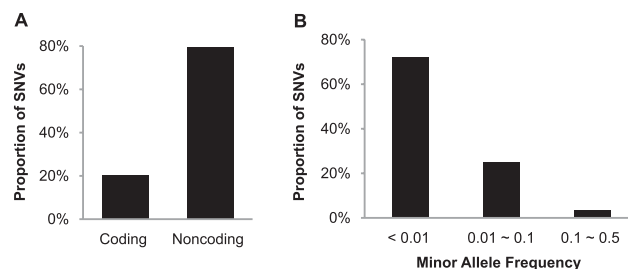 A
Proportion of SNVs
80%
60%
40%
20%
0%
Coding
Noncoding
B
Proportion of SNVs
80%
60%
40%
20%
0%
< 0.01
0.01 ~ 0.1
0.1 ~ 0.5
Minor Allele Frequency